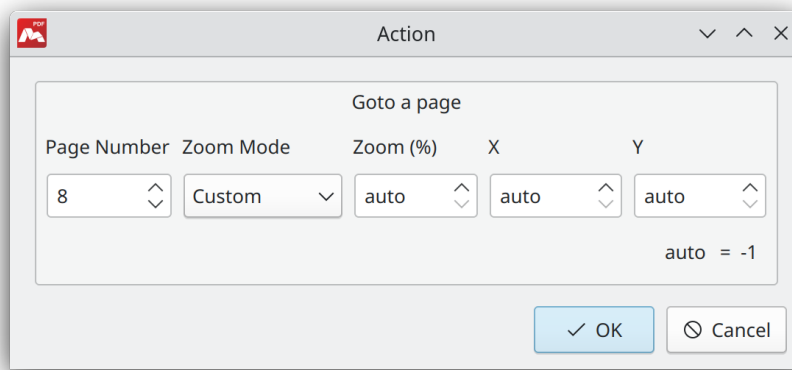 PDF
Action
Goto a page
Page Number Zoom Mode Zoom (%) X Y
8 Custom auto auto auto
auto = -1
OK Cancel